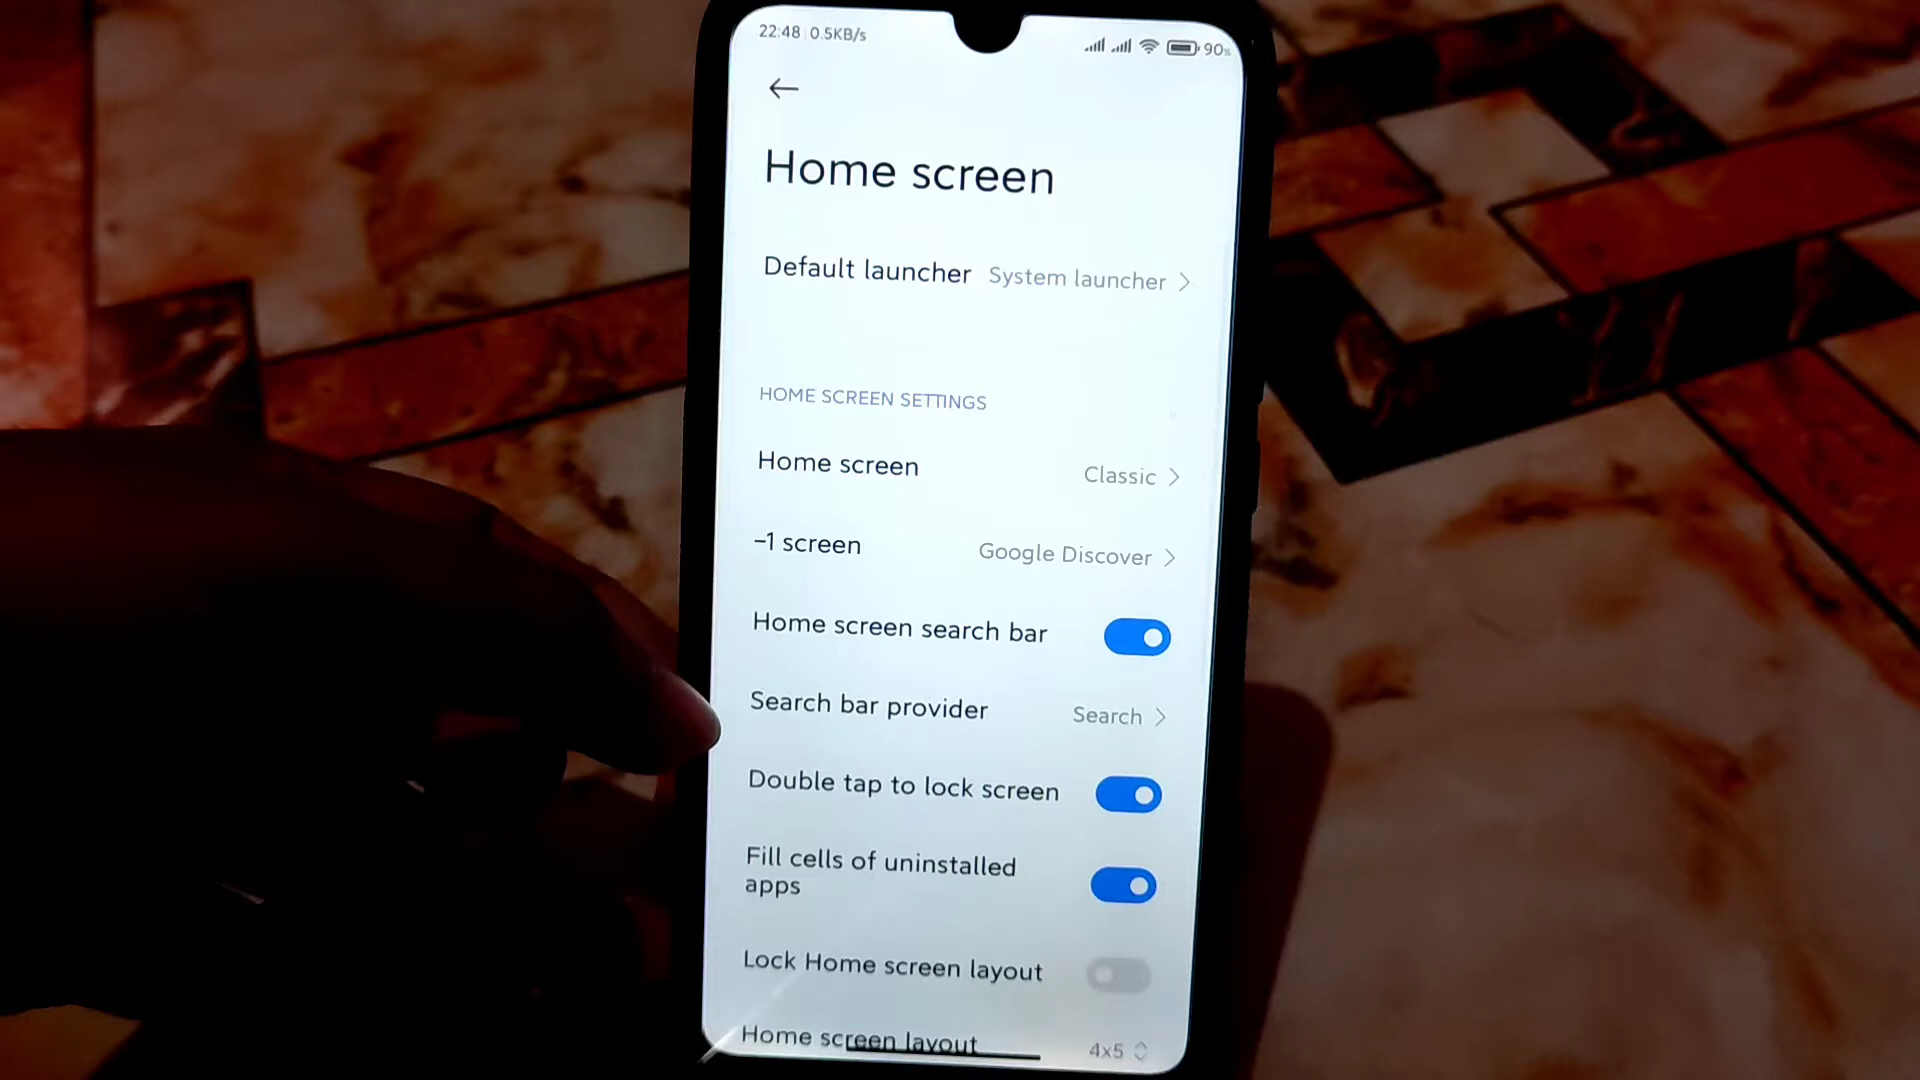 22:48 0.5KB/s
90%
Home screen
Default launcher System launcher
HOME SCREEN SETTINGS
Home screen Classic
-1 screen Google Discover
Home screen search bar
Search bar provider Search
Double tap to lock screen
Fill cells of uninstalled
apps
Lock Home screen layout
Home screen layout 4x5